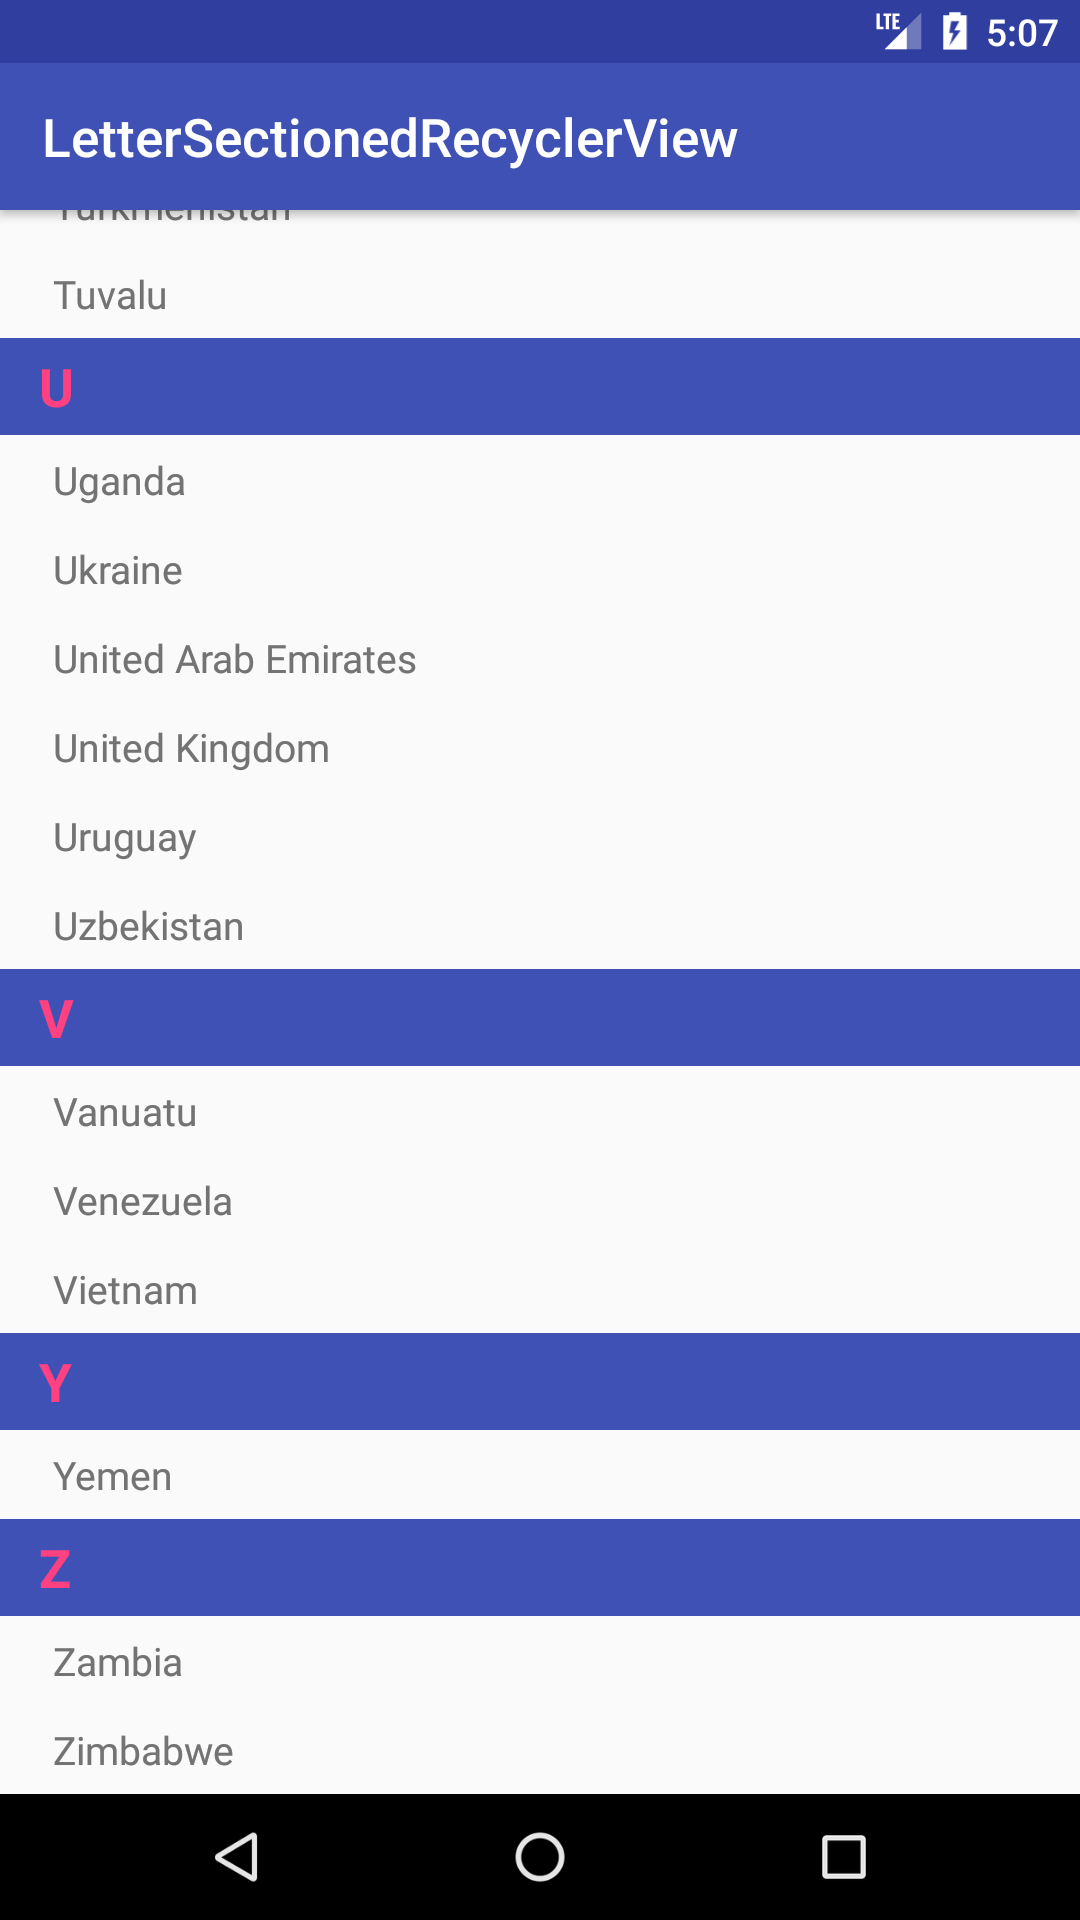 LTE 5:07
LetterSectionedRecyclerView
Turkmenistan
Tuvalu
U
Uganda
Ukraine
United Arab Emirates
United Kingdom
Uruguay
Uzbekistan
V
Vanuatu
Venezuela
Vietnam
Y
Yemen
Z
Zambia
Zimbabwe